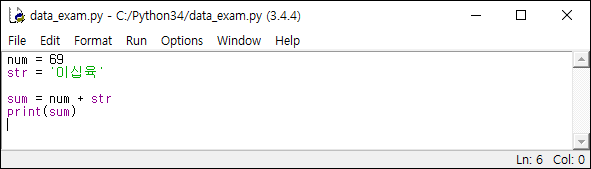 data_exam.py - C:/Python34/data_exam.py (3.4.4)
File Edit Format Run Options Window Help
num = 69
str = '이십육'
sum = num + str
print(sum)
Ln: 6 Col: 0